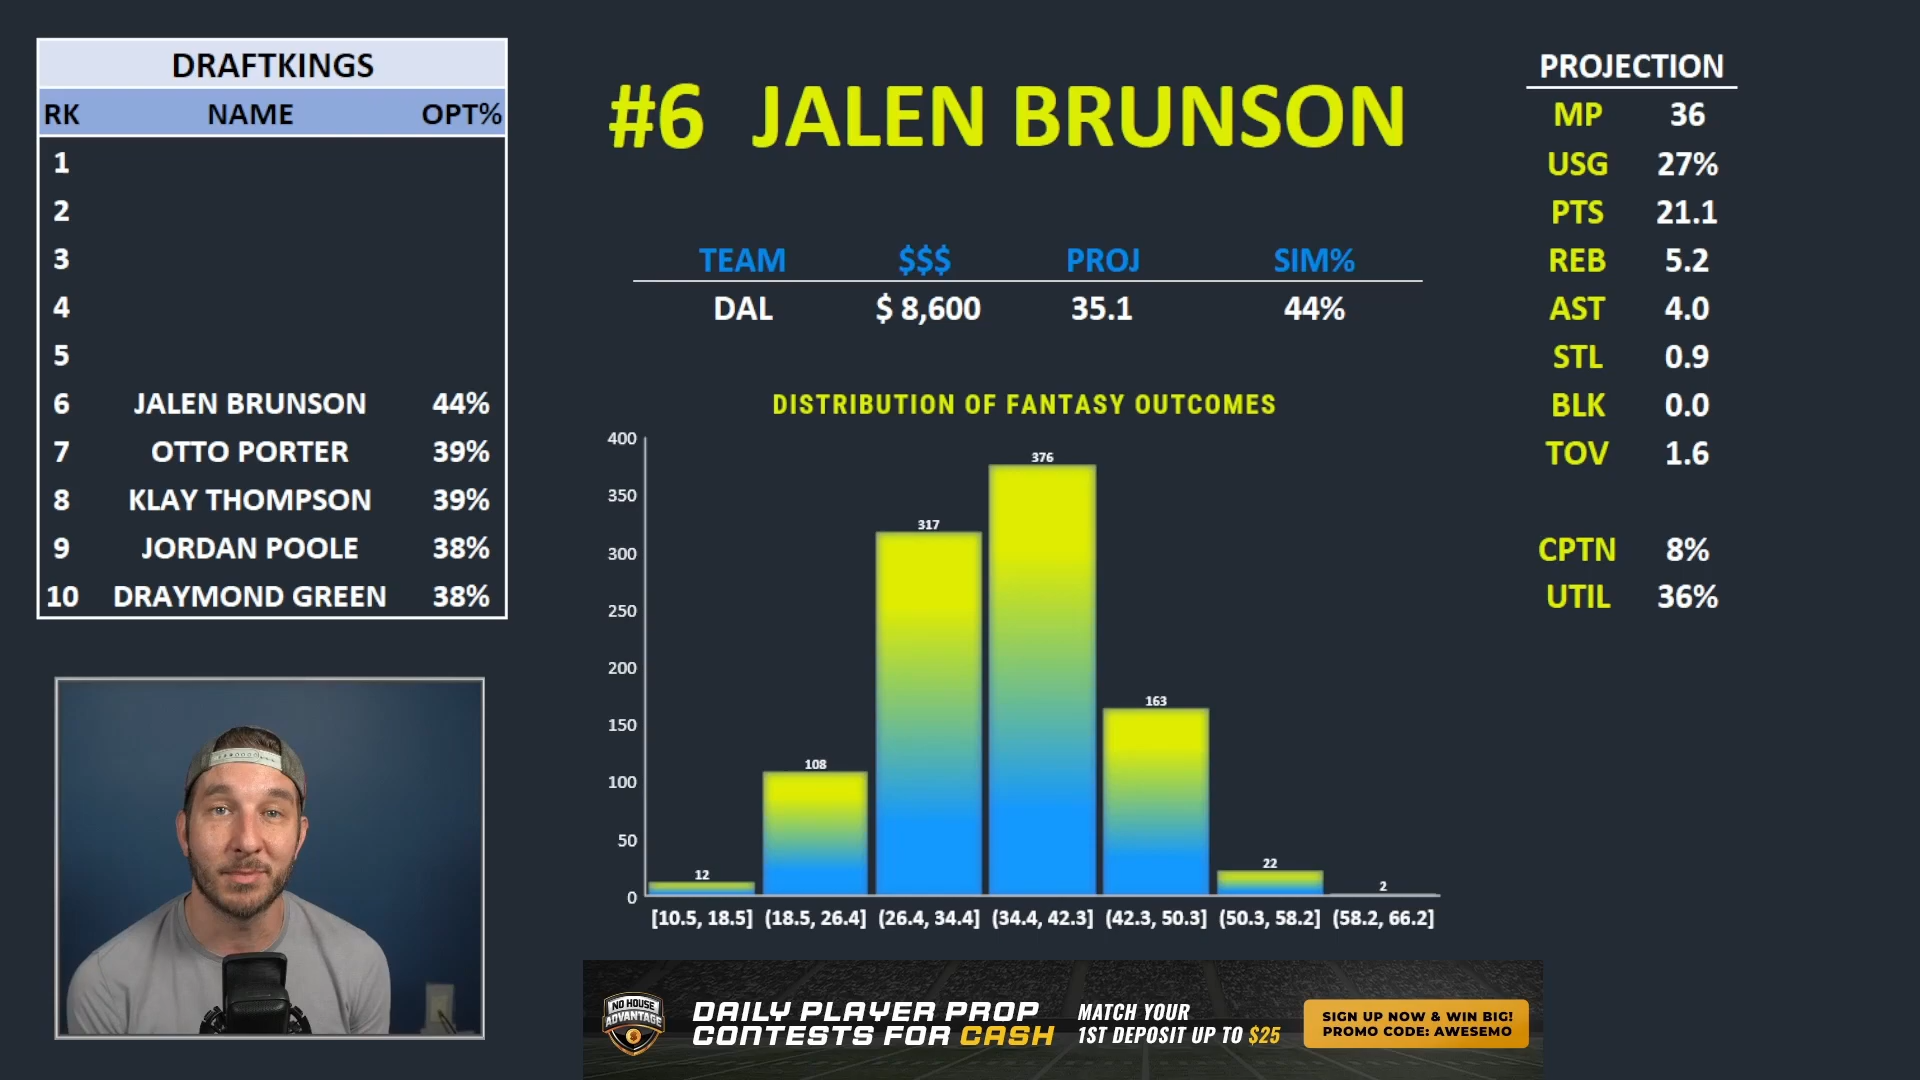 DRAFTKINGS
RK NAME OPT%
1
2
3
4
5
6 JALEN BRUNSON 44%
7 OTTO PORTER 39%
8 KLAY THOMPSON 39%
9 JORDAN POOLE 38%
10 DRAYMOND GREEN 38%
#6 JALEN BRUNSON
TEAM $$$ PROJ SIM%
DAL $ 8,600 35.1 44%
DISTRIBUTION OF FANTASY OUTCOMES
400
350
300
250
200
150
100
50
0
12
108
317
376
163
22
2
[10.5, 18.5] (18.5, 26.4] (26.4, 34.4] (34.4, 42.3] (42.3, 50.3] (50.3, 58.2] (58.2, 66.2]
PROJECTION
MP 36
USG 27%
PTS 21.1
REB 5.2
AST 4.0
STL 0.9
BLK 0.0
TOV 1.6
CPTN 8%
UTIL 36%
NO HOUSE
ADVANTAGE
DAILY PLAYER PROP
CONTESTS FOR CASH
MATCH YOUR
1ST DEPOSIT UP TO $25
SIGN UP NOW & WIN BIG!
PROMO CODE: AWESEMO